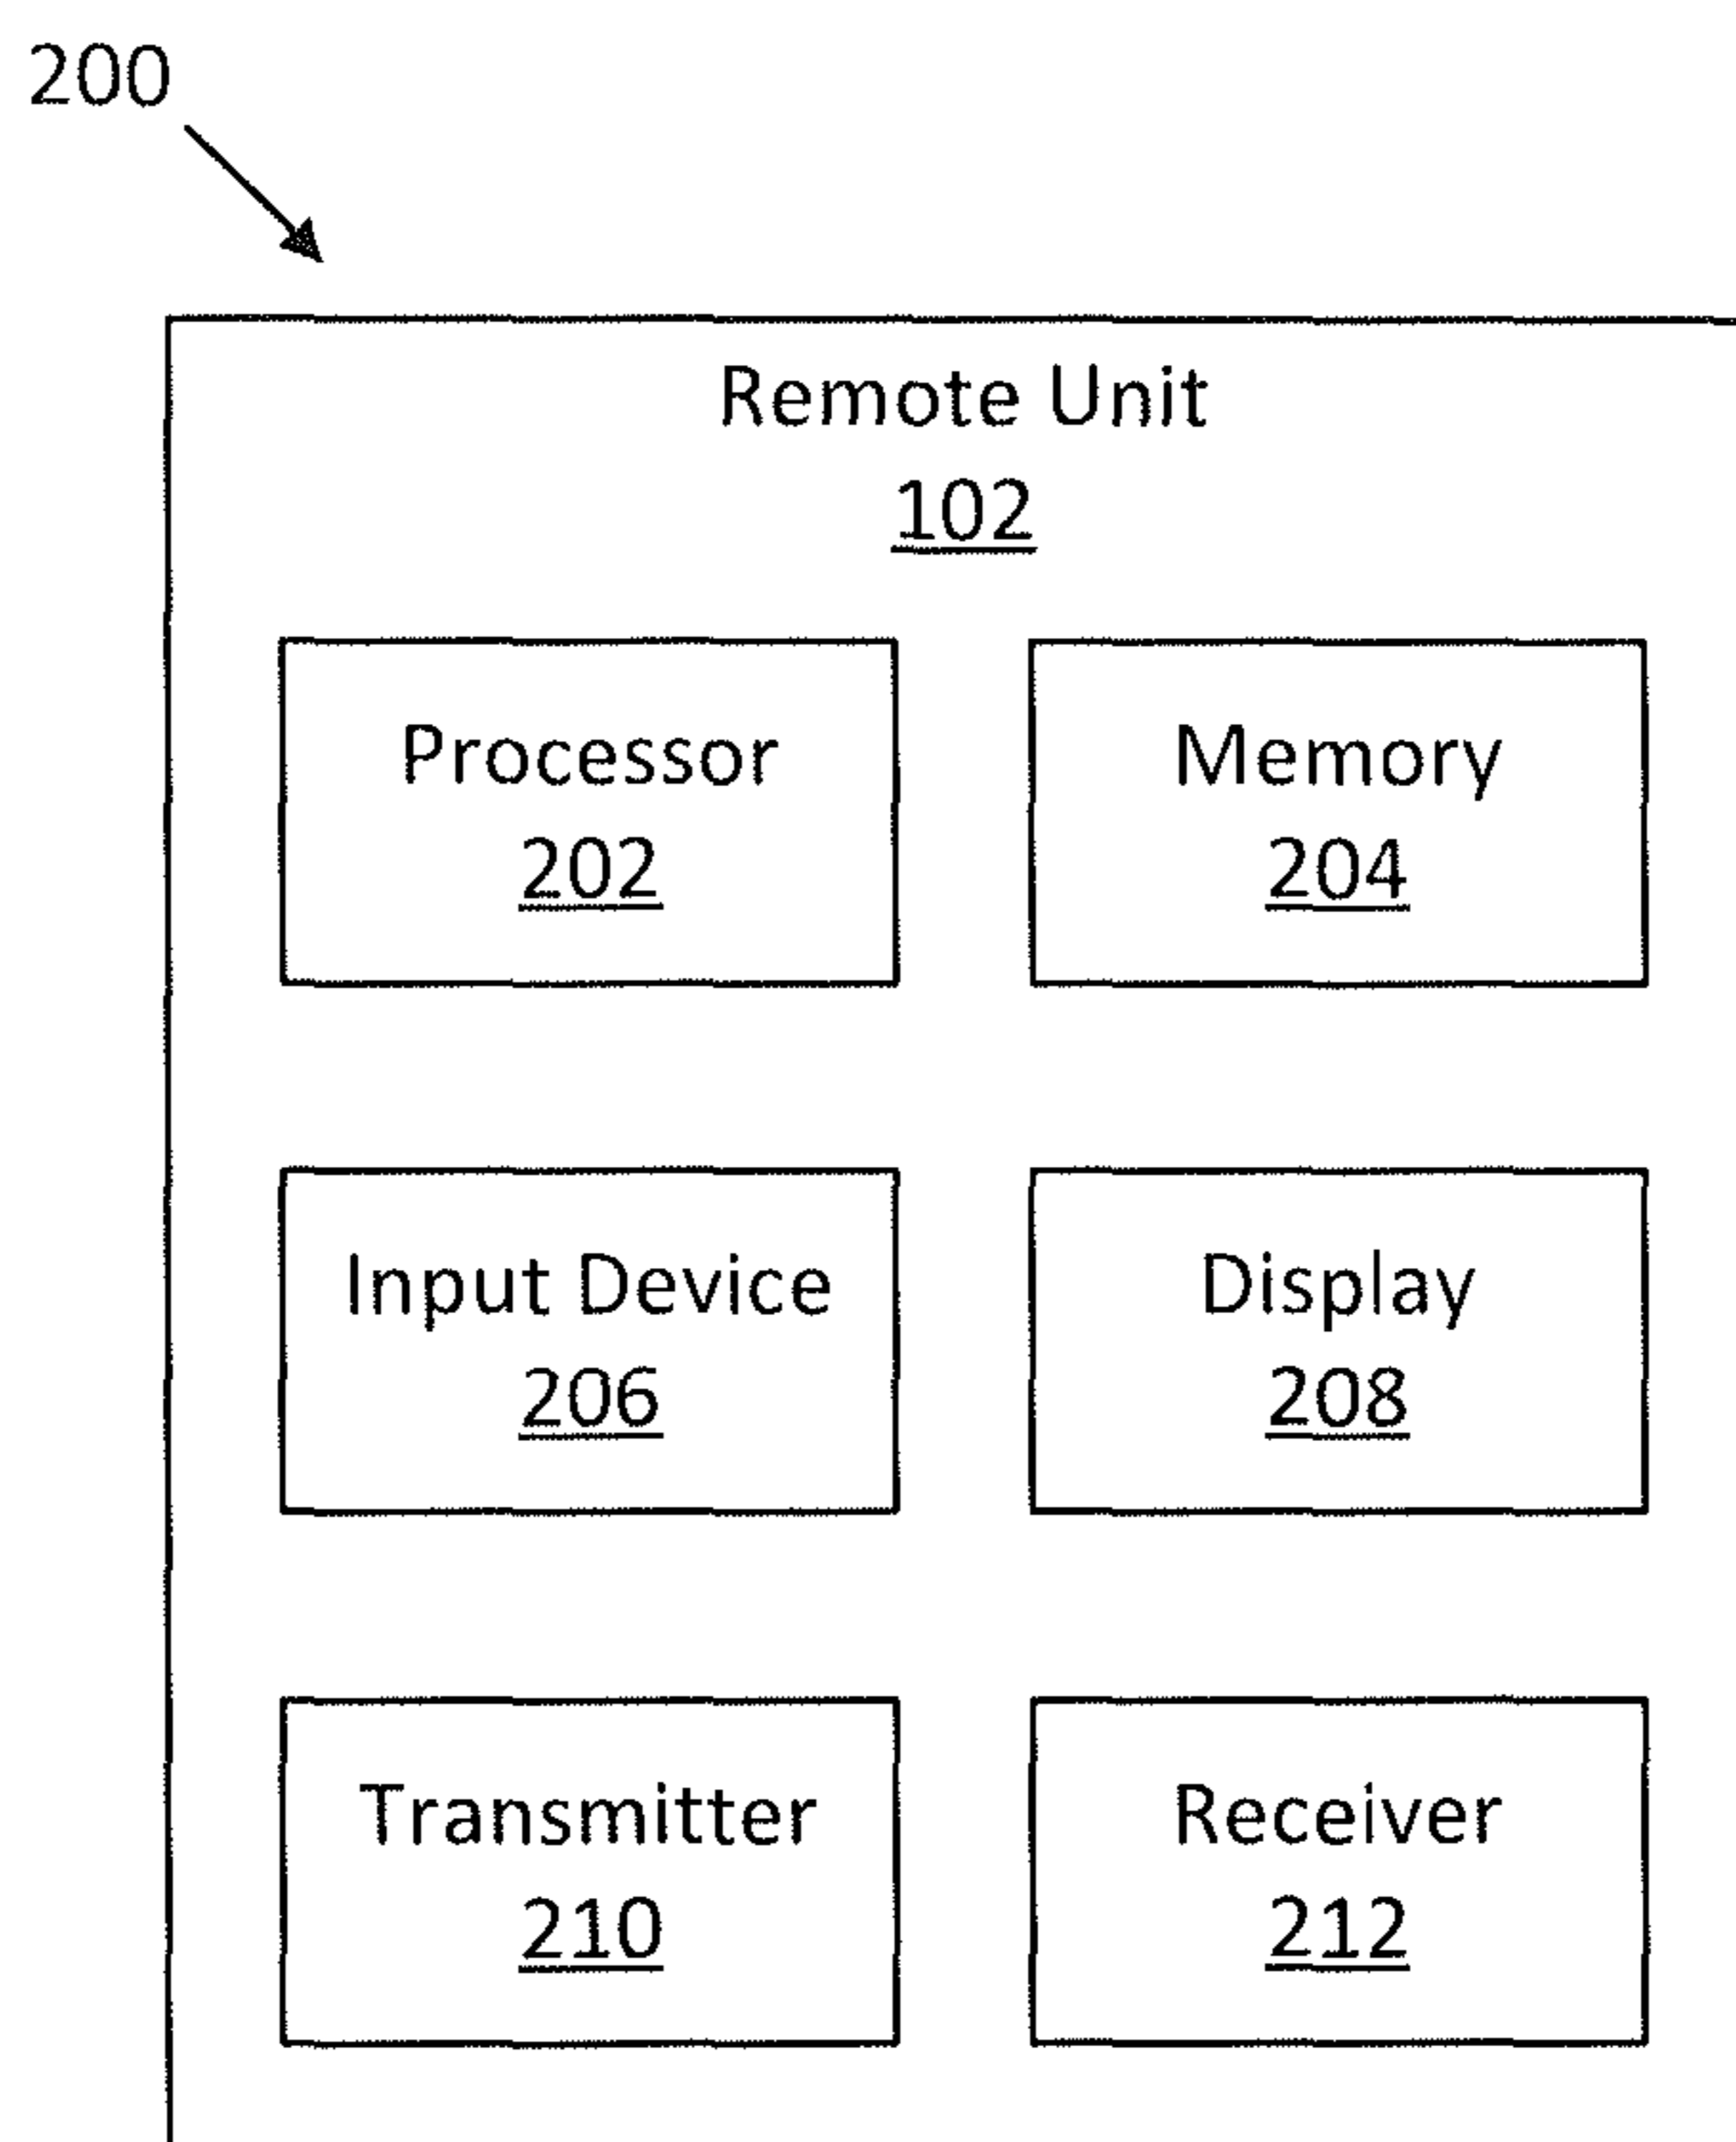 200
Remote Unit
102
Processor
202
Memory
204
Input Device
206
Display
208
Transmitter
210
Receiver
212